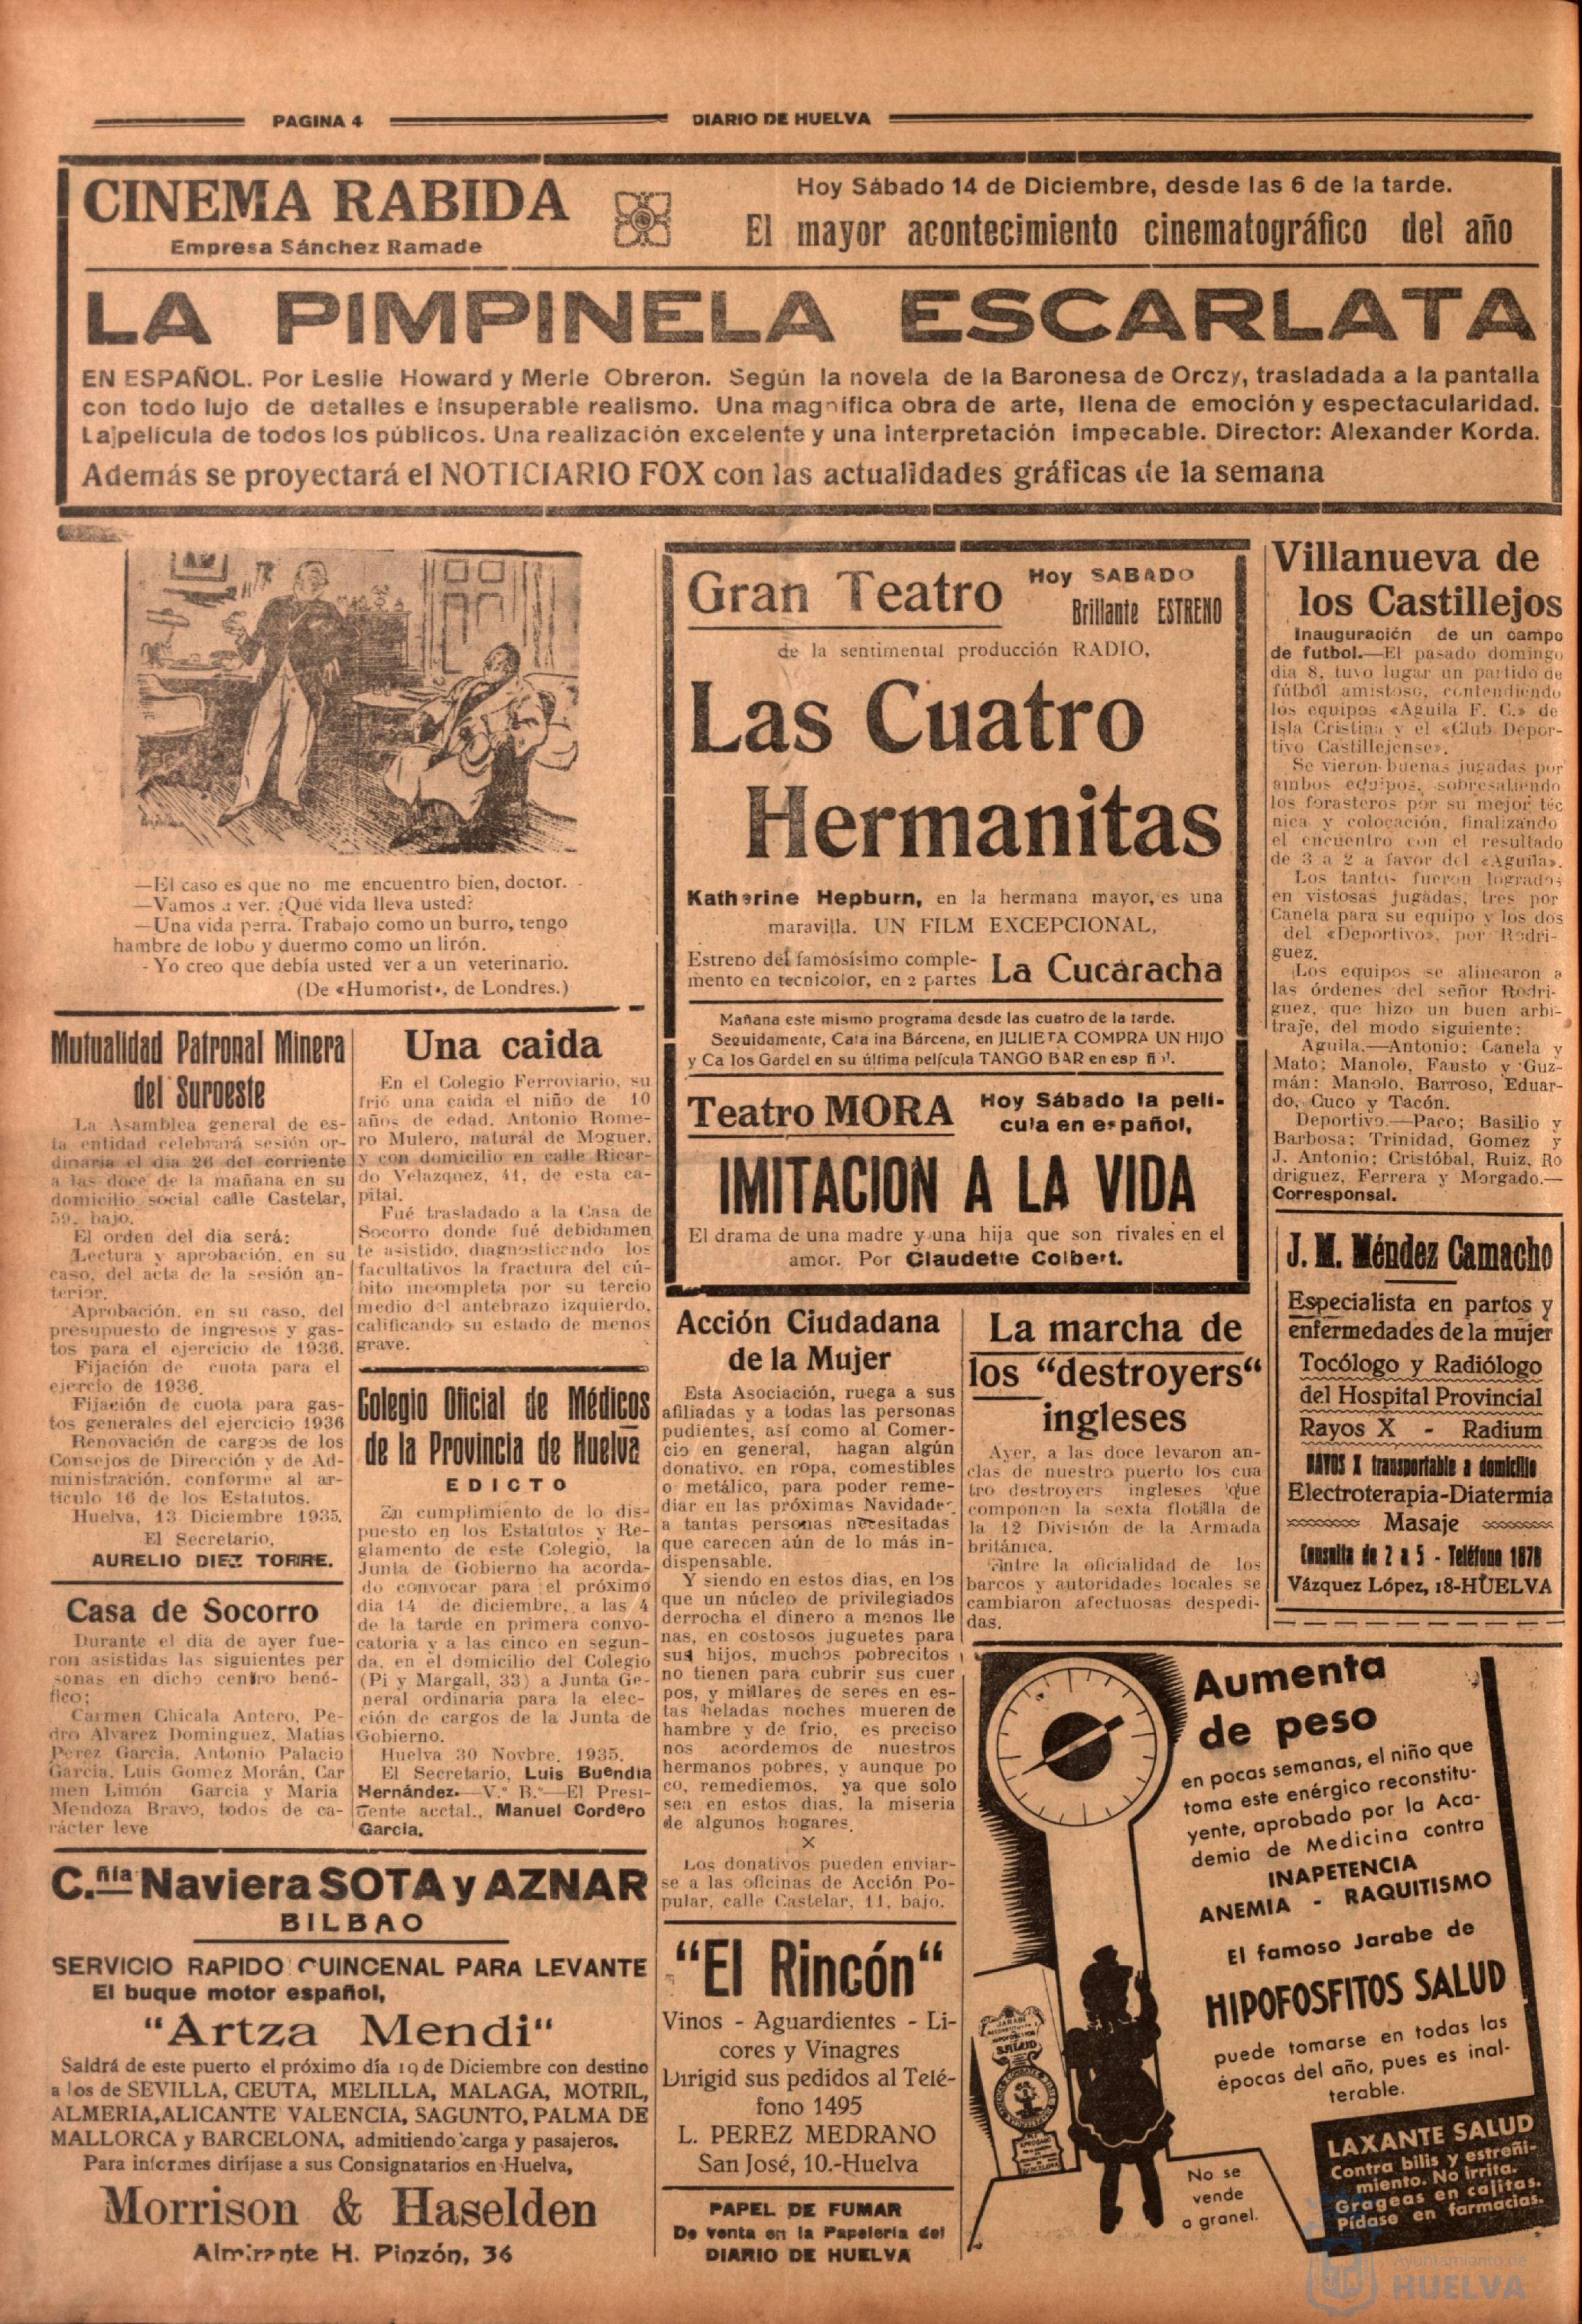 PAGINA 4
DIARIO DE HUELVA
CINEMA RABIDA
Empresa Sánchez Ramade
Hoy Sábado 14 de Diciembre, desde las 6 de la tarde.
El mayor acontecimiento cinematográfico del año
LA PIMPINELA ESCARLATA
EN ESPAÑOL. Por Leslie Howard y Merle Obreron. Según la novela de la Baronesa de Orczy, trasladada a la pantalla
con todo lujo de detalles e insuperable realismo. Una magnífica obra de arte, llena de emoción y espectacularidad.
La película de todos los públicos. Una realización excelente y una interpretación impecable. Director: Alexander Korda.
Además se proyectará el NOTICIARIO FOX con las actualidades gráficas de la semana
—El caso es que no me encuentro bien, doctor.
—Vamos a ver. ¿Qué vida lleva usted?
—Una vida perra. Trabajo como un burro, tengo
hambre de lobo y duermo como un lirón.
- Yo creo que debía usted ver a un veterinario.
(De «Humorist», de Londres.)
Mutualidad Patronal Minera
del Suroeste
La Asamblea general de es-
ta entidad celebrará sesión or-
dinaria el dia 26 del corriente
a las doce de la mañana en su
domicilio social calle Castelar,
59, bajo.
El orden del dia será:
Lectura y aprobación, en su
caso, del acta de la sesión an-
terior.
Aprobación, en su caso, del
presupuesto de ingresos y gas-
tos para el ejercicio de 1936.
Fijación de cuota para el
ejercio de 1936.
Fijación de cuota para gas-
tos generales del ejercicio 1936
Renovación de cargos de los
Consejos de Dirección y de Ad-
ministración, conforme al ar-
tículo 16 de los Estatutos.
Huelva, 13 Diciembre 1935.
El Secretario,
AURELIO DIEZ TORRE.
Casa de Socorro
Durante el dia de ayer fue-
ron asistidas las siguientes per
sonas en dicho centro bené-
fico:
Carmen Chicala Antero, Pe-
dro Alvarez Dominguez, Matias
Perez Garcia, Antonio Palacio
Garcia, Luis Gomez Morán, Car
men Limón Garcia y Maria
Mendoza Bravo, todos de ca-
rácter leve
Una caida
En el Colegio Ferroviario, su
frió una caida el niño de 10
años de edad, Antonio Rome-
ro Mulero, natural de Moguer,
y con domicilio en calle Ricar-
do Velazquez, 41, de esta ca-
pital.
Fué trasladado a la Casa de
Socorro donde fué debidamen
te asistido, diagnosticando los
facultativos la fractura del cú-
bito incompleta por su tercio
medio del antebrazo izquierdo,
calificando su estado de menos
grave.
Colegio Oficial de Médicos
de la Provincia de Huelva
EDICTO
En cumplimiento de lo dis-
puesto en los Estatutos y Re-
glamento de este Colegio, la
Junta de Gobierno ha acorda-
do convocar para el próximo
dia 14 de diciembre, a las 4
de la tarde en primera convo-
catoria y a las cinco en segun-
da, en el domicilio del Colegio
(Pi y Margall, 33) a Junta Ge-
neral ordinaria para la elec-
ción de cargos de la Junta de
Gobierno.
Huelva 30 Novbre. 1935.
El Secretario, Luis Buendia
Hernández.—V.° B.°—El Presi-
dente acctal., Manuel Cordero
Garcia.
C.ñía Naviera SOTA y AZNAR
BILBAO
SERVICIO RAPIDO QUINCENAL PARA LEVANTE
El buque motor español,
"Artza Mendi"
Saldrá de este puerto el próximo día 19 de Diciembre con destino
a los de SEVILLA, CEUTA, MELILLA, MALAGA, MOTRIL,
ALMERIA, ALICANTE VALENCIA, SAGUNTO, PALMA DE
MALLORCA y BARCELONA, admitiendo carga y pasajeros.
Para informes diríjase a sus Consignatarios en Huelva,
Morrison & Haselden
Almirante H. Pinzón, 36
Gran Teatro
Hoy SABADO
Brillante ESTRENO
de la sentimental producción RADIO,
Las Cuatro
Hermanitas
Katherine Hepburn, en la hermana mayor, es una
maravilla. UN FILM EXCEPCIONAL,
Estreno del famosísimo comple-
mento en tecnicolor, en 2 partes
La Cucaracha
Mañana este mismo programa desde las cuatro de la tarde.
Seguidamente, Cata ina Bárcena, en JULIETA COMPRA UN HIJO
y Ca los Gardel en su última película TANGO BAR en esp ñ l.
Teatro MORA
Hoy Sábado la pelí-
cula en español,
IMITACION A LA VIDA
El drama de una madre y una hija que son rivales en el
amor. Por Claudette Colbert.
Acción Ciudadana
de la Mujer
Esta Asociación, ruega a sus
afiliadas y a todas las personas
pudientes, así como al Comer-
cio en general, hagan algún
donativo, en ropa, comestibles
o metálico, para poder reme-
diar en las próximas Navidades
a tantas personas necesitadas
que carecen aún de lo más in-
dispensable.
Y siendo en estos dias, en los
que un núcleo de privilegiados
derrocha el dinero a manos lle
nas, en costosos juguetes para
sus hijos, muchos pobrecitos
no tienen para cubrir sus cuer
pos, y millares de seres en es-
tas heladas noches mueren de
hambre y de frio, es preciso
nos acordemos de nuestros
hermanos pobres, y aunque po
co, remediemos, ya que solo
sea en estos dias, la miseria
de algunos hogares.
×
Los donativos pueden enviar-
se a las oficinas de Acción Po-
pular, calle Castelar, 11, bajo.
"El Rincón"
Vinos - Aguardientes - Li-
cores y Vinagres
Dirigid sus pedidos al Telé-
fono 1495
L. PEREZ MEDRANO
San José, 10.-Huelva
PAPEL DE FUMAR
De venta en la Papeleria del
DIARIO DE HUELVA
La marcha de
los "destroyers"
ingleses
Ayer, a las doce levaron an-
clas de nuestro puerto los cua
tro destroyers ingleses que
componen la sexta flotilla de
la 12 División de la Armada
británica.
Entre la oficialidad de los
barcos y autoridades locales se
cambiaron afectuosas despedi-
das.
Villanueva de
los Castillejos
Inauguración de un campo
de futbol.—El pasado domingo
dia 8, tuvo lugar un partido de
fútbol amistoso, contendiendo
los equipos «Aguila F. C.» de
Isla Cristina y el «Club Depor-
tivo Castillejense».
Se vieron buenas jugadas por
ambos equipos, sobresaliendo
los forasteros por su mejor téc
nica y colocación, finalizando
el encuentro con el resultado
de 3 a 2 a favor del «Aguila».
Los tantos fueron logrados
en vistosas jugadas, tres por
Canela para su equipo y los dos
del «Deportivo», por Rodri-
guez.
Los equipos se alinearon a
las órdenes del señor Rodri-
guez, que hizo un buen arbi-
traje, del modo siguiente:
Aguila.—Antonio; Canela y
Mato; Manolo, Fausto y Guz-
mán; Manolo, Barroso, Eduar-
do, Cuco y Tacón.
Deportivo.—Paco; Basilio y
Barbosa; Trinidad, Gomez y
J. Antonio; Cristóbal, Ruiz, Ro
driguez, Ferrera y Morgado.—
Corresponsal.
J. M. Méndez Camacho
Especialista en partos y
enfermedades de la mujer
Tocólogo y Radiólogo
del Hospital Provincial
Rayos X - Radium
RAYOS X transportable a domicilio
Electroterapia-Diatermia
Masaje
Consulta de 2 a 5 - Teléfono 1878
Vázquez López, 18-HUELVA
Aumenta
de peso
en pocas semanas, el niño que
toma este enérgico reconstitu-
yente, aprobado por la Aca-
demia de Medicina contra
INAPETENCIA
ANEMIA - RAQUITISMO
El famoso Jarabe de
HIPOFOSFITOS SALUD
puede tomarse en todas las
épocas del año, pues es inal-
terable.
JARABE
SALUD
No se
vende
a granel.
LAXANTE SALUD
Contra bilis y estreñi-
miento. No irrita.
Grageas en cajitas.
Pídase en farmacias.
Ayuntamiento de
HUELVA